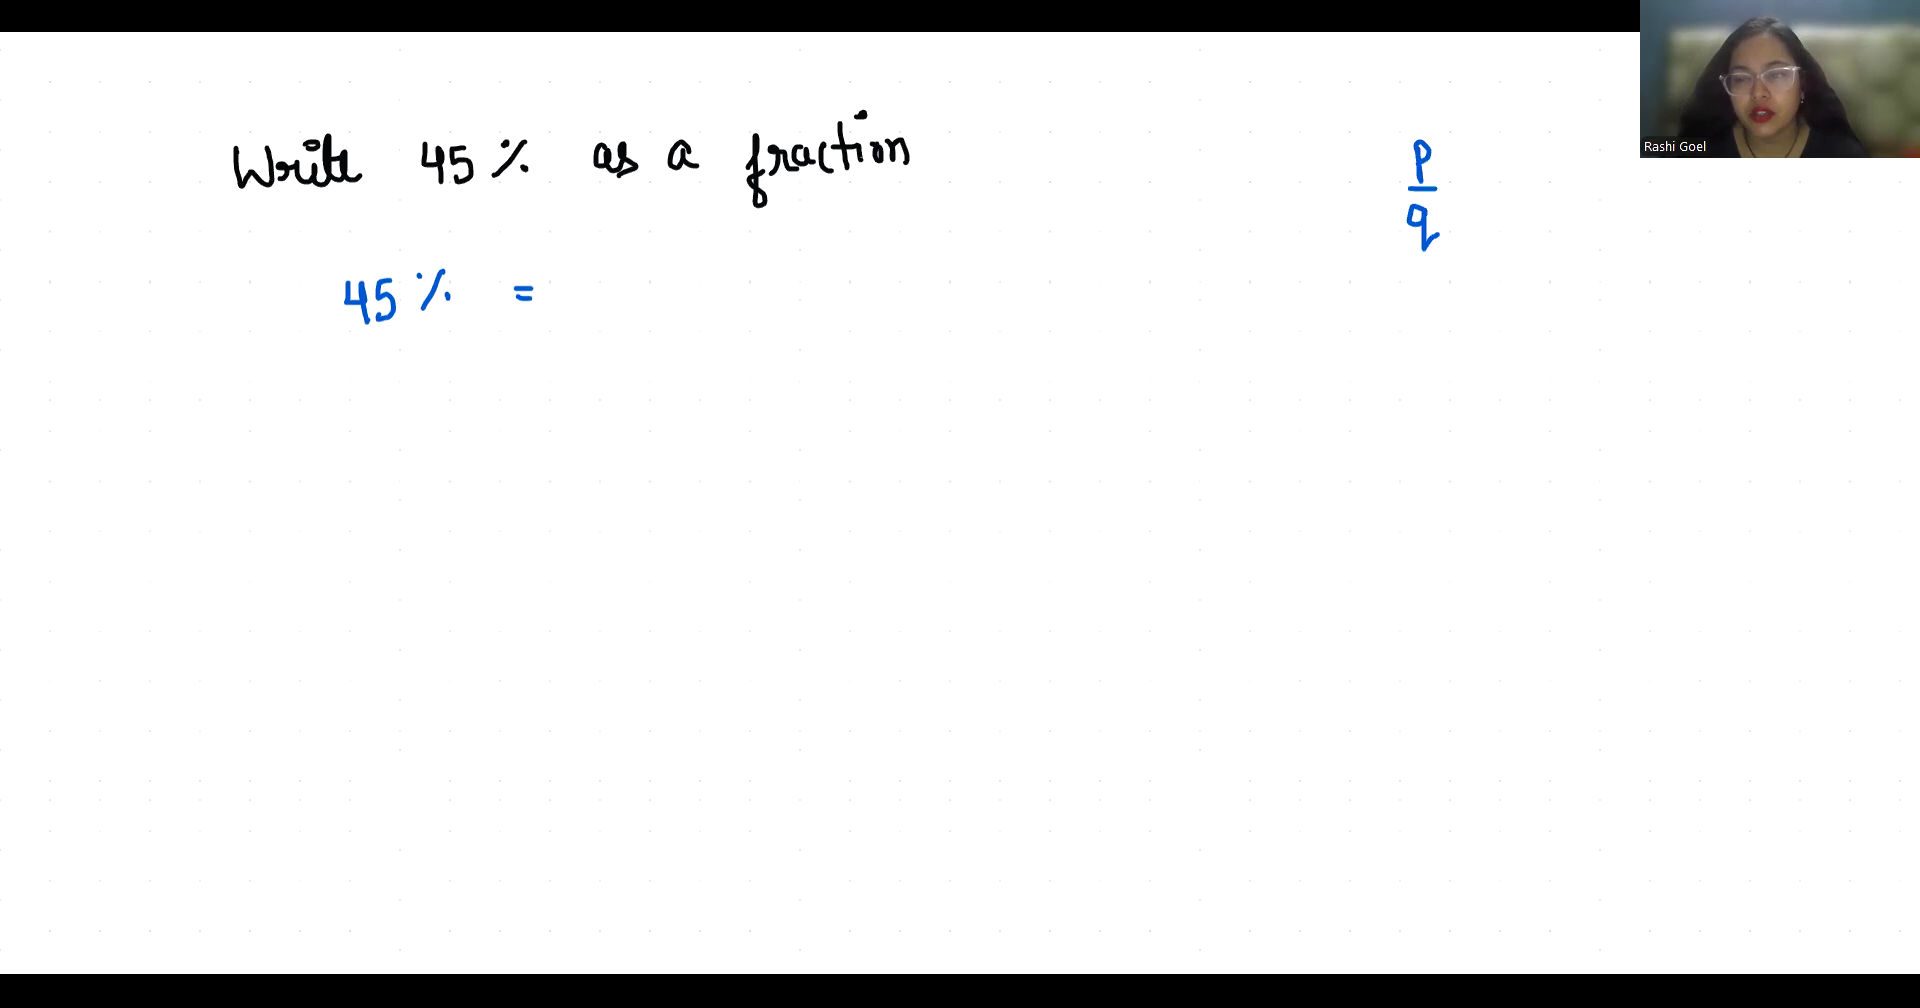 Write 45% as a fraction
p
q
45% =
Rashi Goel